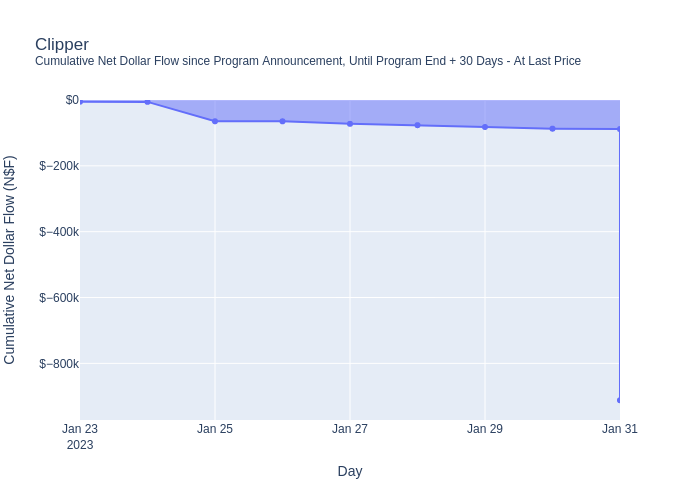 Clipper
Cumulative Net Dollar Flow since Program Announcement, Until Program End + 30 Days - At Last Price
Cumulative Net Dollar Flow (N$F)
$0
$−200k
$−400k
$−600k
$−800k
Jan 23
2023
Jan 25
Jan 27
Jan 29
Jan 31
Day